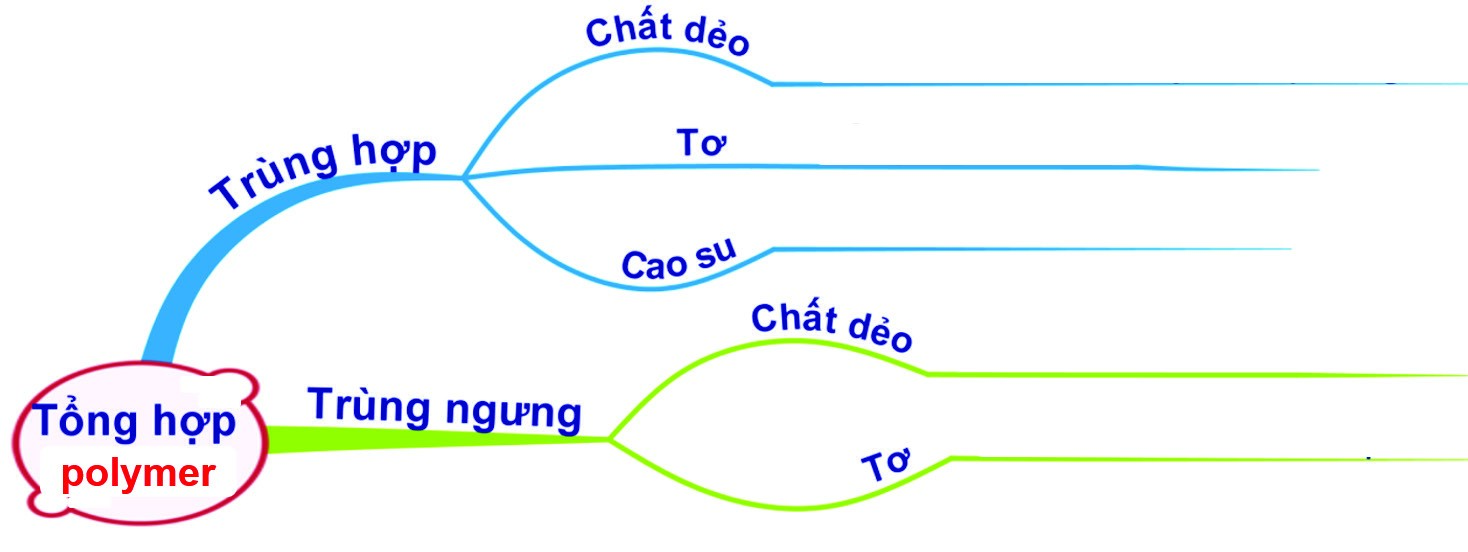 Chất dẻo
Tơ
Trùng hợp
Cao su
Chất dẻo
Trùng ngưng
Tổng hợp
polymer
Tơ